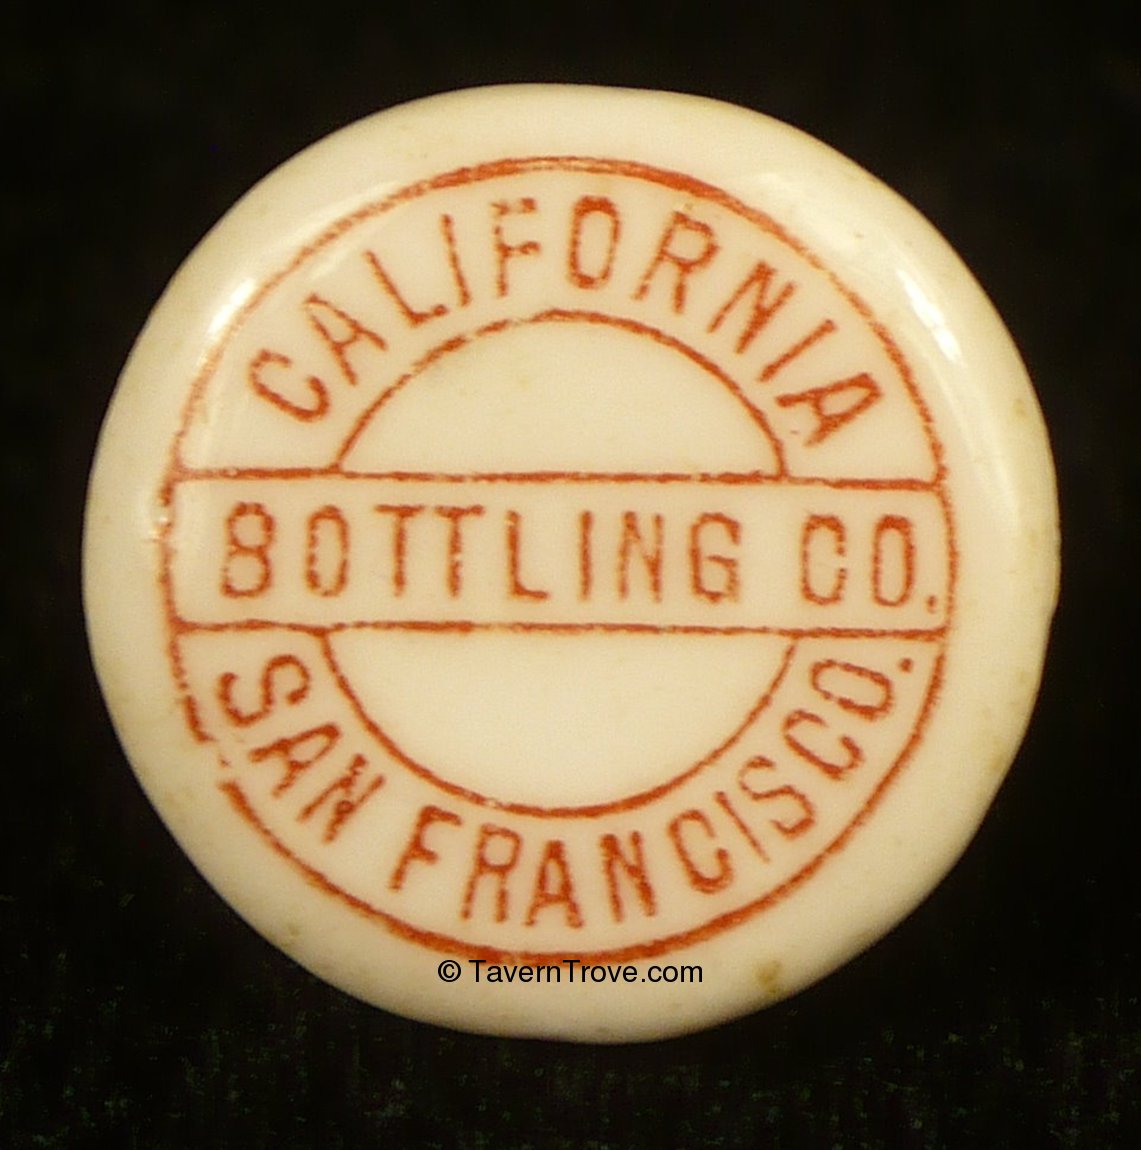 CALIFORNIA
BOTTLING CO.
SAN FRANCISCO.
© TavernTrove.com